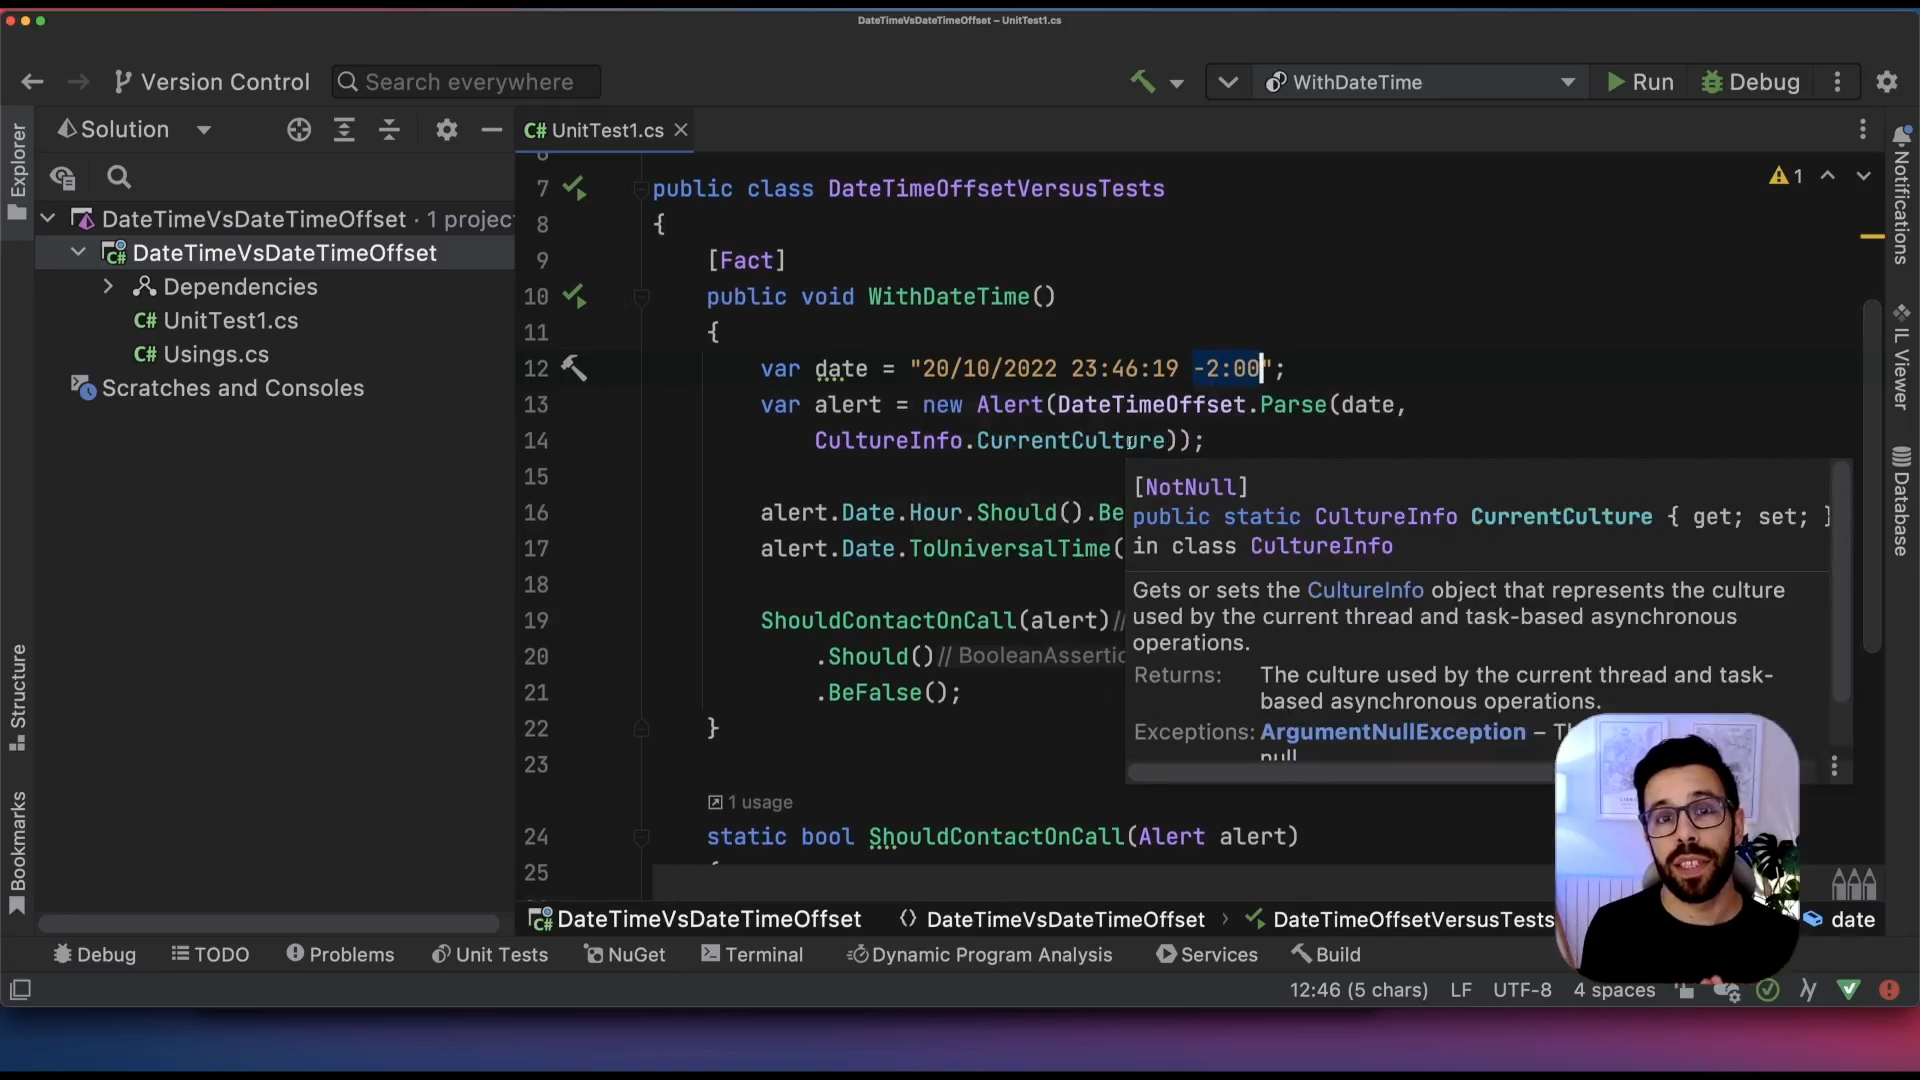 DateTimeVsDateTimeOffset – UnitTest1.cs
Version Control
Search everywhere
WithDateTime
Run
Debug
Explorer
Solution
C# UnitTest1.cs
1
Notifications
IL Viewer
Database
Structure
Bookmarks
DateTimeVsDateTimeOffset · 1 projec
DateTimeVsDateTimeOffset
Dependencies
C# UnitTest1.cs
C# Usings.cs
Scratches and Consoles
6
7 public class DateTimeOffsetVersusTests
8 {
9 [Fact]
10 public void WithDateTime()
11 {
12 var date = "20/10/2022 23:46:19 -2:00";
13 var alert = new Alert(DateTimeOffset.Parse(date,
14 CultureInfo.CurrentCulture));
15
16 alert.Date.Hour.Should().Be
17 alert.Date.ToUniversalTime(
18
19 ShouldContactOnCall(alert)//
20 .Should()// BooleanAssertio
21 .BeFalse();
22 }
23
1 usage
24 static bool ShouldContactOnCall(Alert alert)
25 {
[NotNull]
public static CultureInfo CurrentCulture { get; set; }
in class CultureInfo
Gets or sets the CultureInfo object that represents the culture
used by the current thread and task-based asynchronous
operations.
Returns: The culture used by the current thread and task-
based asynchronous operations.
Exceptions: ArgumentNullException – T
null
DateTimeVsDateTimeOffset DateTimeVsDateTimeOffset › DateTimeOffsetVersusTests date
Debug TODO Problems Unit Tests NuGet Terminal Dynamic Program Analysis Services Build
12:46 (5 chars) LF UTF-8 4 spaces